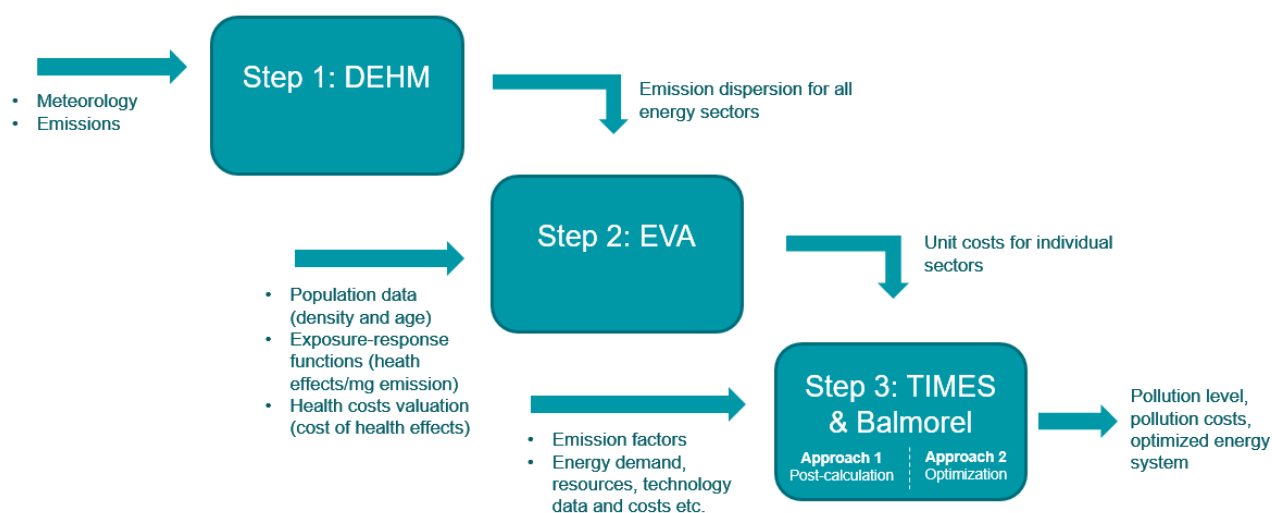 Step 1: DEHM
• Meteorology
• Emissions
Emission dispersion for all
energy sectors
Step 2: EVA
• Population data
(density and age)
• Exposure-response
functions (heath
effects/mg emission)
• Health costs valuation
(cost of health effects)
Unit costs for individual
sectors
Step 3: TIMES
& Balmorel
Approach 1
Post-calculation
Approach 2
Optimization
• Emission factors
• Energy demand,
resources, technology
data and costs etc.
Pollution level,
pollution costs,
optimized energy
system